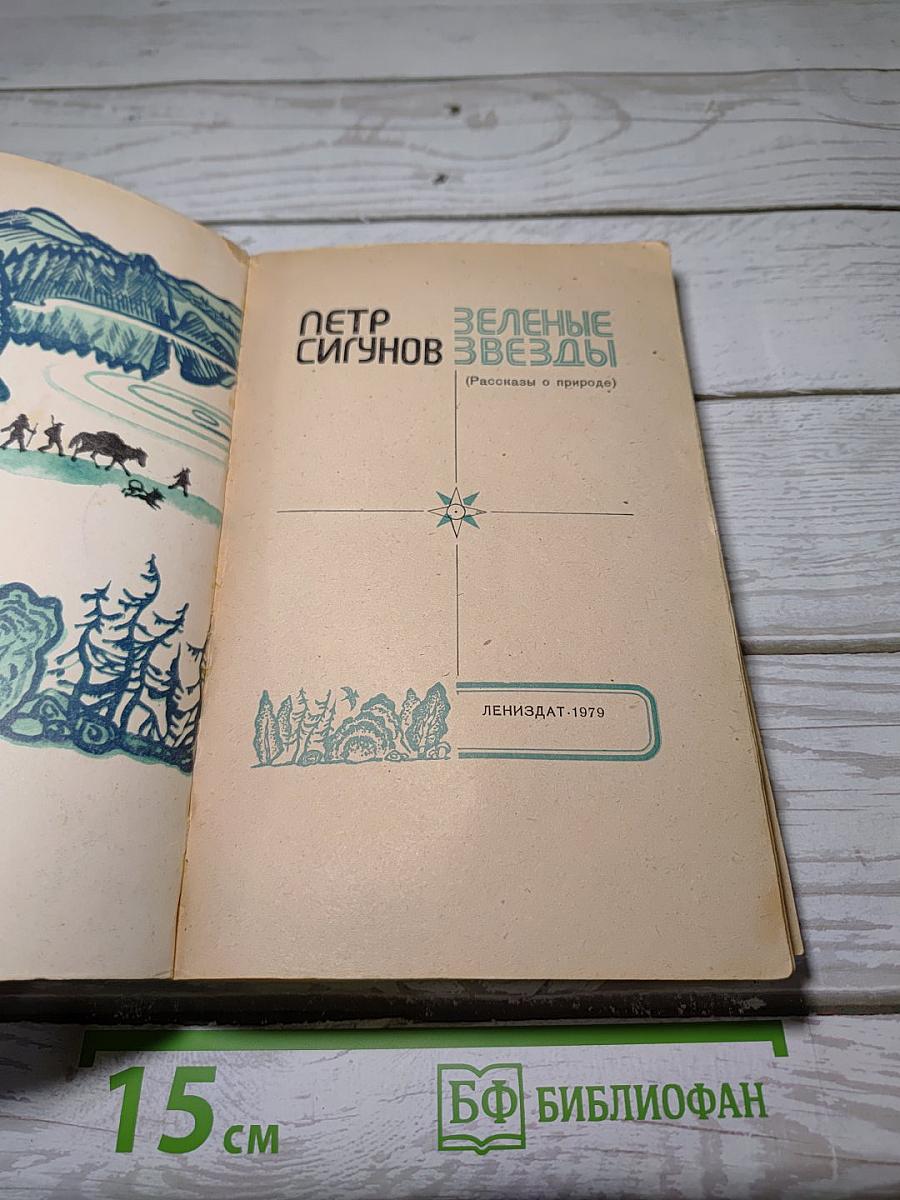 ПЕТР
СИГУНОВ
ЗЕЛЕНЫЕ
ЗВЕЗДЫ
(Рассказы о природе)
ЛЕНИЗДАТ·1979
15 см
БФ БИБЛИОФАН